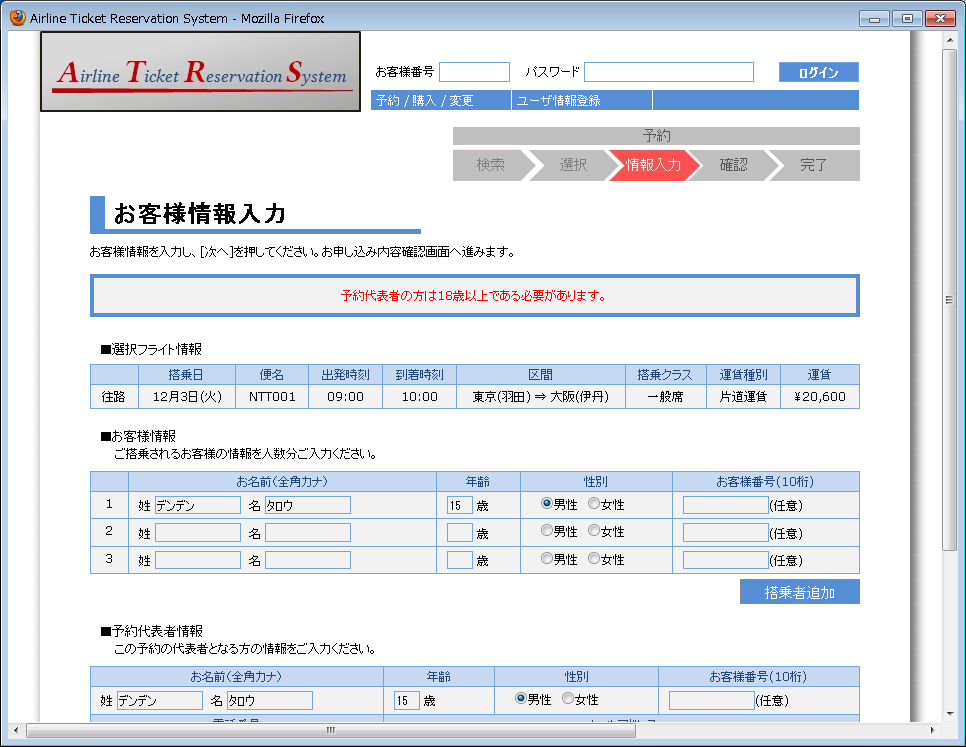 Airline Ticket Reservation System - Mozilla Firefox
Airline Ticket Reservation System
お客様番号 パスワード ログイン
予約 / 購入 / 変更 ユーザ情報登録
予約
検索 選択 情報入力 確認 完了
お客様情報入力
お客様情報を入力し、[次へ]を押してください。お申し込み内容確認画面へ進みます。
予約代表者の方は18歳以上である必要があります。
■選択フライト情報
搭乗日 便名 出発時刻 到着時刻 区間 搭乗クラス 運賃種別 運賃
往路 12月3日(火) NTT001 09:00 10:00 東京(羽田) ⇒ 大阪(伊丹) 一般席 片道運賃 ¥20,600
■お客様情報
ご搭乗されるお客様の情報を人数分ご入力ください。
お名前(全角カナ) 年齢 性別 お客様番号(10桁)
1 姓 デンデン 名 タロウ 15 歳 男性 女性 (任意)
2 姓 名 歳 男性 女性 (任意)
3 姓 名 歳 男性 女性 (任意)
搭乗者追加
■予約代表者情報
この予約の代表者となる方の情報をご入力ください。
お名前(全角カナ) 年齢 性別 お客様番号(10桁)
姓 デンデン 名 タロウ 15 歳 男性 女性 (任意)